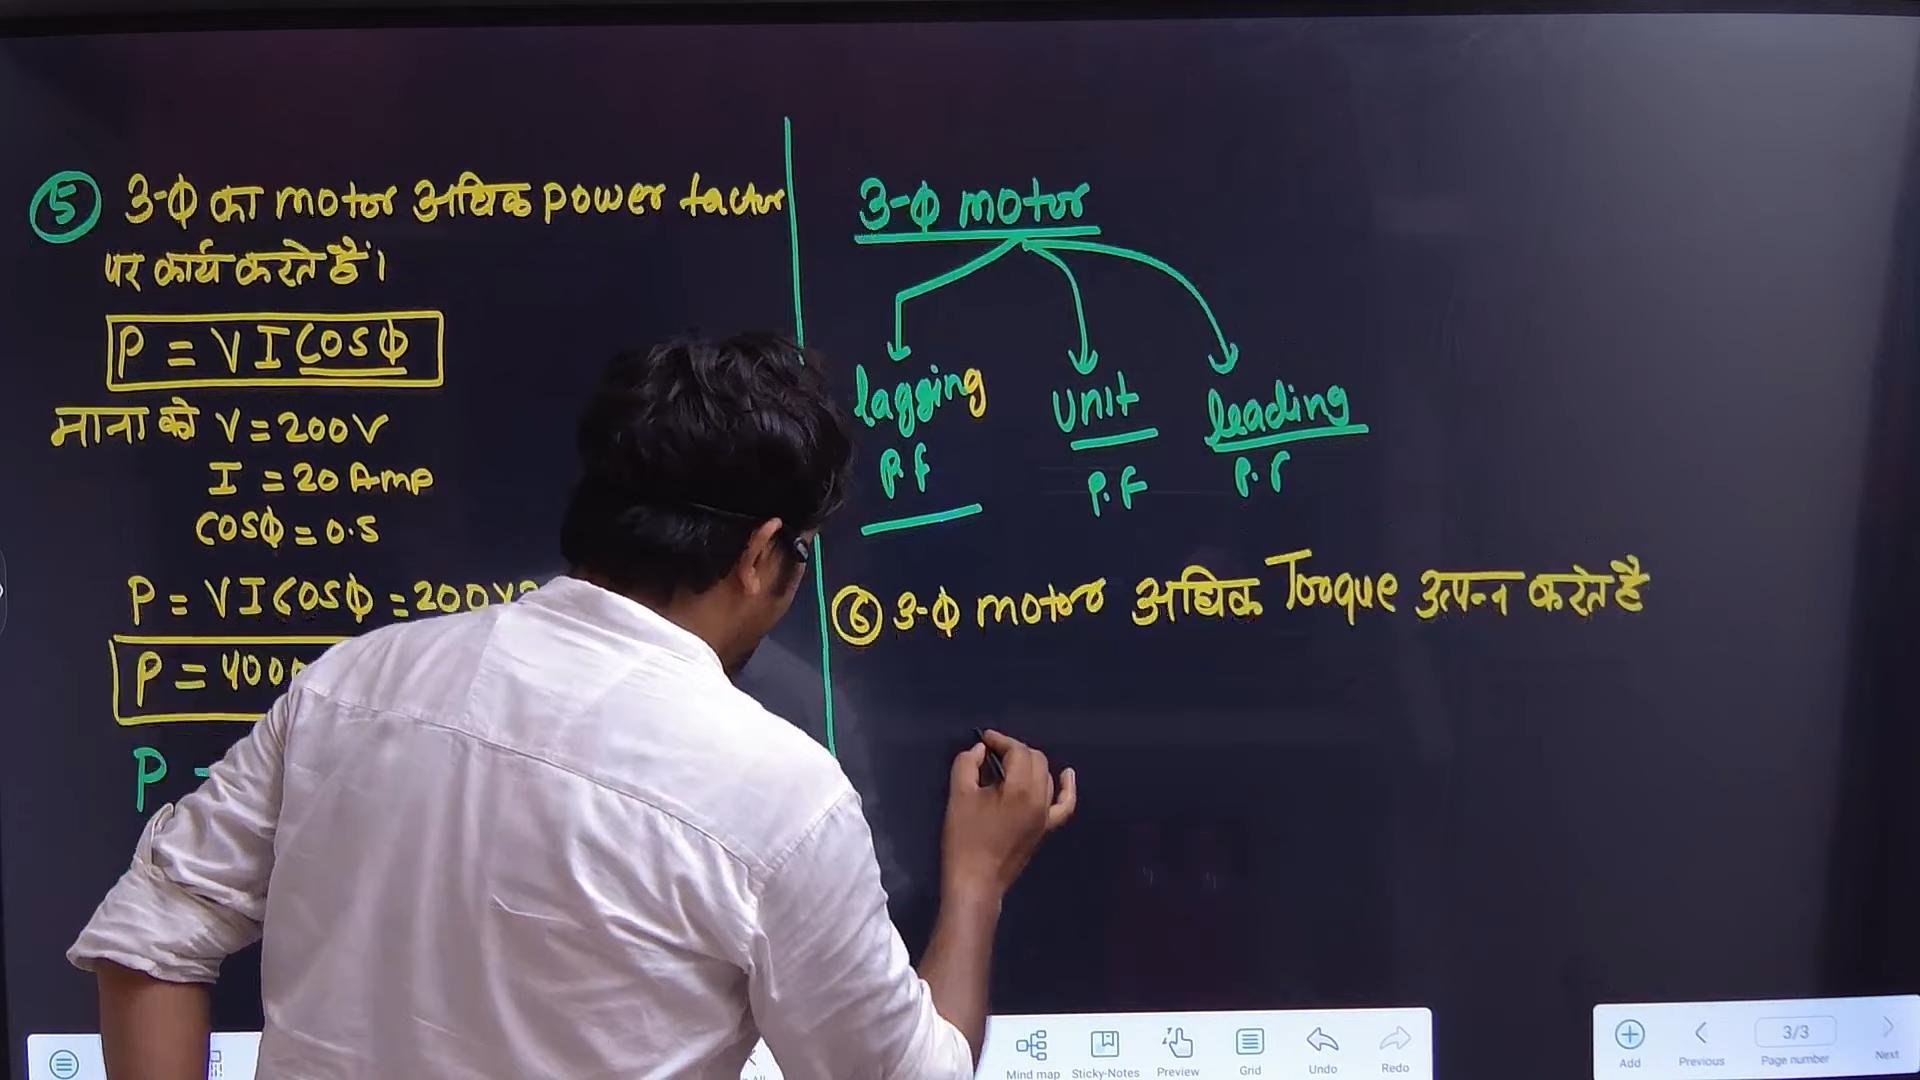 5 3-Φ का motor अधिक power factor
पर कार्य करते हैं।
P = VI COSΦ
माना की V = 200V
I = 20 Amp
COSΦ = 0.5
P = VI COSΦ = 200 x
P = 400
P
3-Φ motor
lagging P.f
Unit P.F
leading P.F
6 3-Φ motor अधिक Torque उत्पन्न करते है
Mind map
Sticky-Notes
Preview
Grid
Undo
Redo
Add
Previous
3/3
Page number
Next